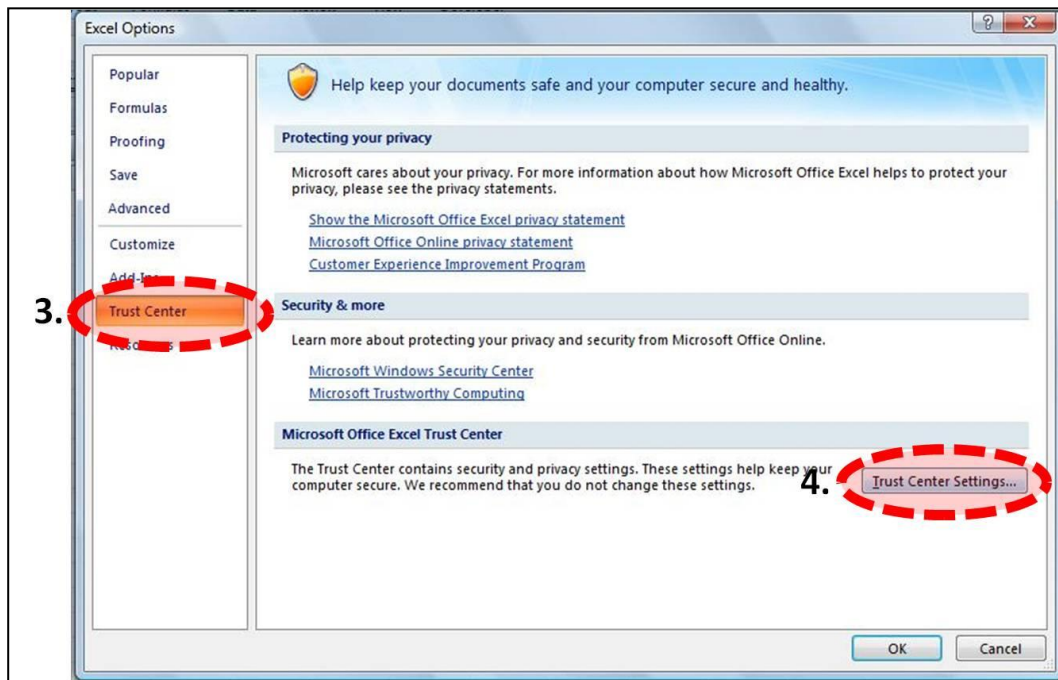 Excel Options
Popular
Formulas
Proofing
Save
Advanced
Customize
Add-Ins
3.
Trust Center
Resources
Help keep your documents safe and your computer secure and healthy.
Protecting your privacy
Microsoft cares about your privacy. For more information about how Microsoft Office Excel helps to protect your
privacy, please see the privacy statements.
Show the Microsoft Office Excel privacy statement
Microsoft Office Online privacy statement
Customer Experience Improvement Program
Security & more
Learn more about protecting your privacy and security from Microsoft Office Online.
Microsoft Windows Security Center
Microsoft Trustworthy Computing
Microsoft Office Excel Trust Center
The Trust Center contains security and privacy settings. These settings help keep your
computer secure. We recommend that you do not change these settings.
4.
Trust Center Settings...
OK
Cancel